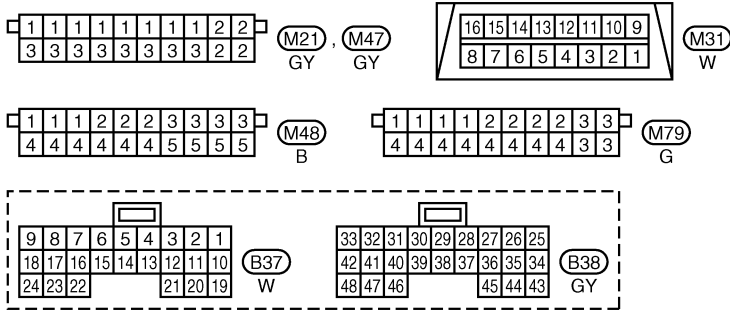 1 1 1 1 1 1 1 1 2 2
3 3 3 3 3 3 3 3 2 2
M21 , M47
GY GY
16 15 14 13 12 11 10 9
8 7 6 5 4 3 2 1
M31
W
1 1 1 2 2 2 3 3 3 3
4 4 4 4 4 4 5 5 5 5
M48
B
1 1 1 1 2 2 2 2 3 3
4 4 4 4 4 4 4 4 3 3
M79
G
9 8 7 6 5 4 3 2 1
18 17 16 15 14 13 12 11 10
24 23 22 21 20 19
B37
W
33 32 31 30 29 28 27 26 25
42 41 40 39 38 37 36 35 34
48 47 46 45 44 43
B38
GY